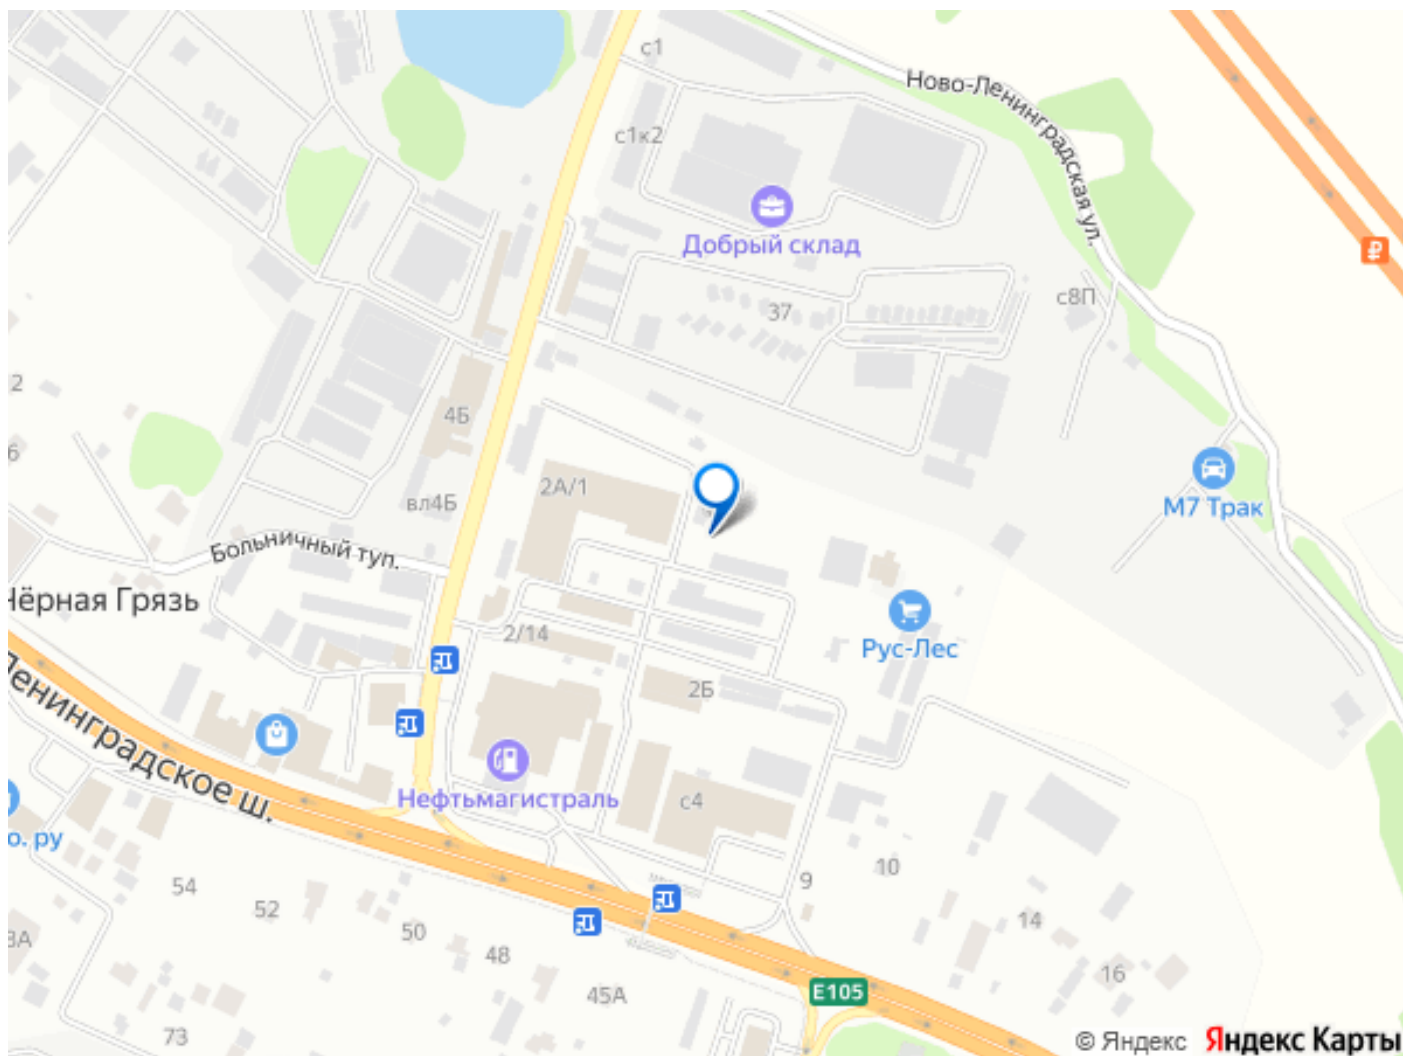 с1
Ново-Ленинградская ул.
с1к2
Добрый склад
₽
37
с8П
2
4Б
6
2А/1
вл4Б
М7 Трак
Больничный туп.
Чёрная Грязь
2/14
Рус-Лес
2Б
Ленинградское ш.
Нефтьмагистраль
с4
о. ру
9
10
54
52
50
14
3А
48
16
45А
E105
73
© Яндекс Яндекс Карты